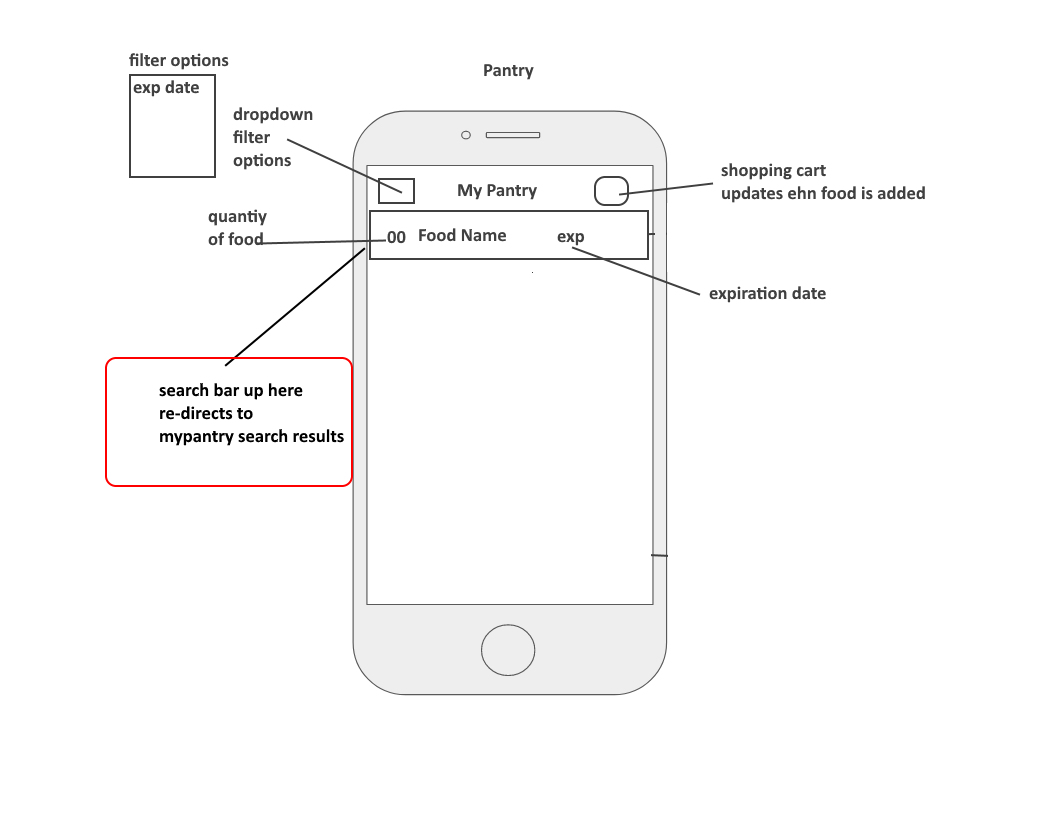 filter options
exp date
Pantry
dropdown
filter
options
My Pantry
shopping cart
updates ehn food is added
quantiy
of food
00 Food Name exp
expiration date
search bar up here
re-directs to
mypantry search results